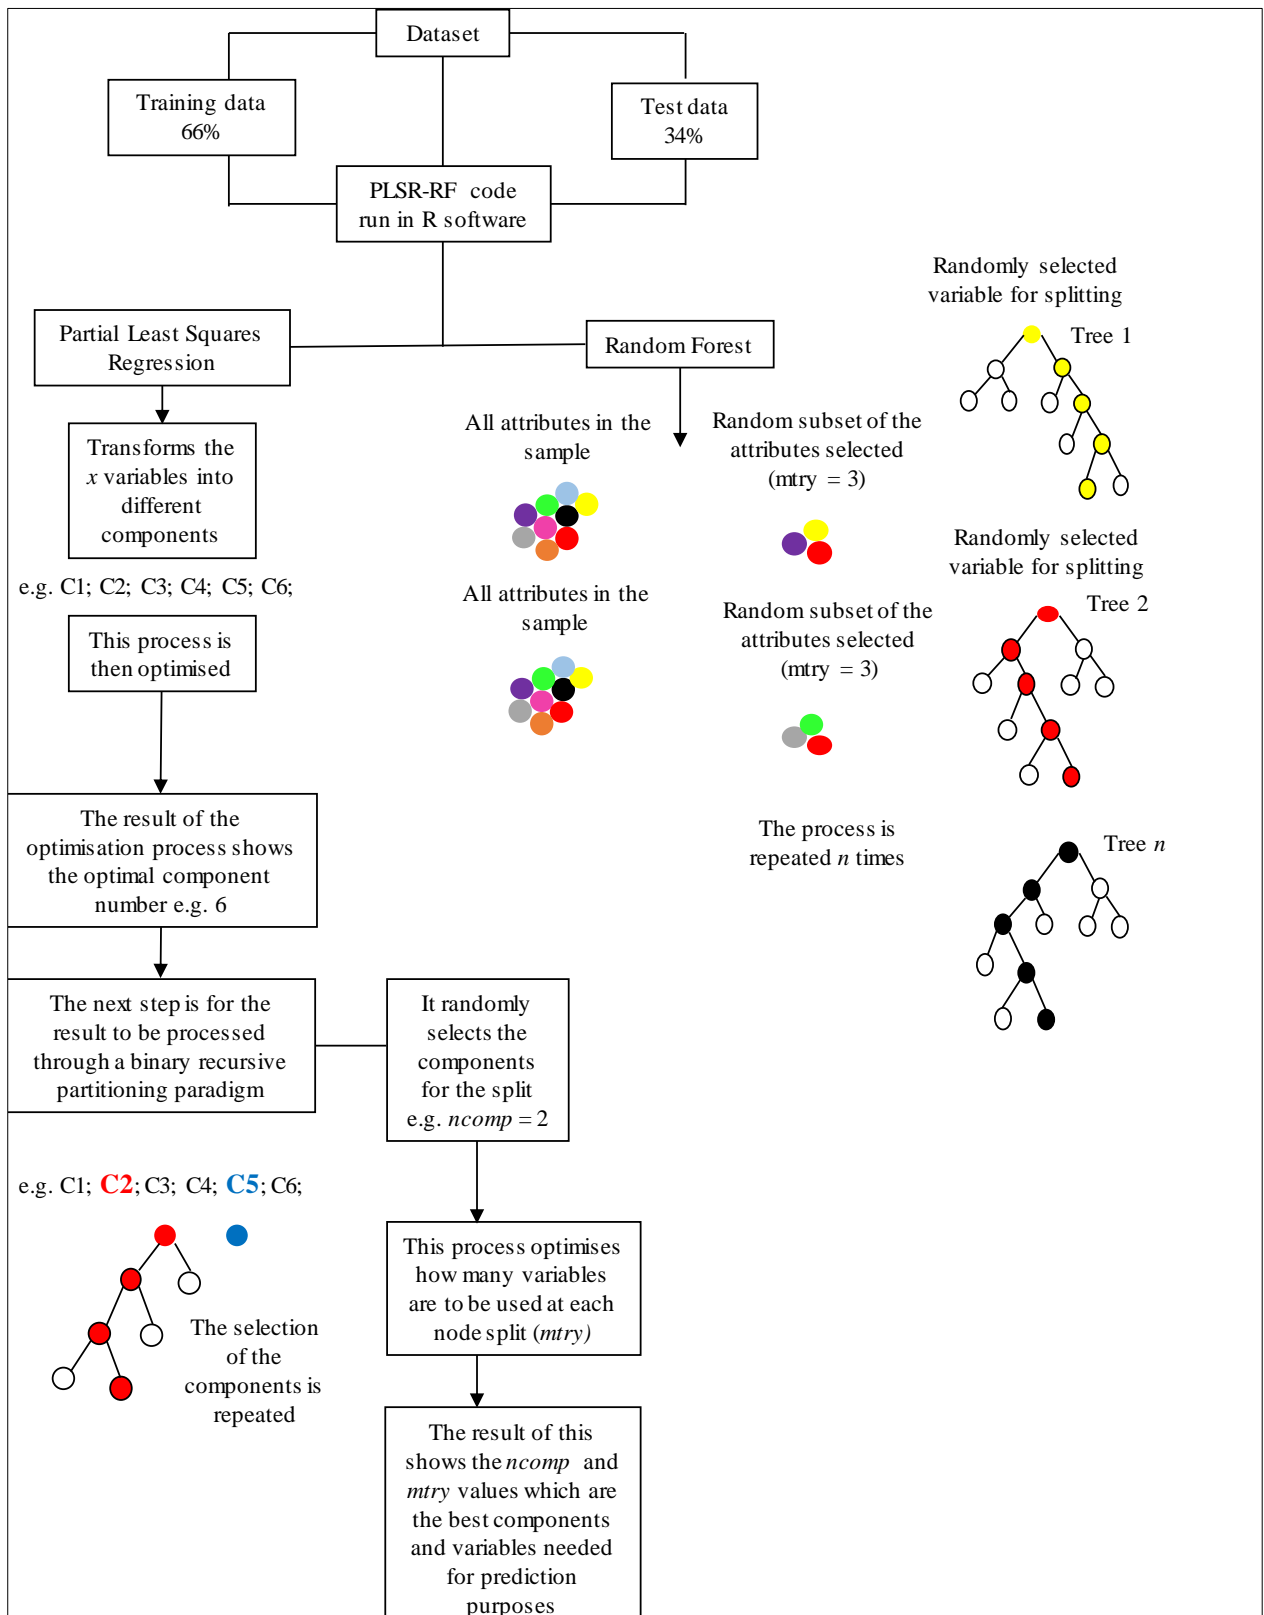 Dataset
Training data
66%
Test data
34%
PLSR-RF code
run in R software
Partial Least Squares
Regression
Random Forest
Randomly selected
variable for splitting
Tree 1
Transforms the
x variables into
different
components
All attributes in the
sample
Random subset of the
attributes selected
(mtry = 3)
e.g. C1; C2; C3; C4; C5; C6;
All attributes in the
sample
Random subset of the
attributes selected
(mtry = 3)
Randomly selected
variable for splitting
Tree 2
This process is
then optimised
The result of the
optimisation process shows
the optimal component
number e.g. 6
The process is
repeated n times
Tree n
The next step is for the
result to be processed
through a binary recursive
partitioning paradigm
It randomly
selects the
components
for the split
e.g. ncomp = 2
e.g. C1; C2; C3; C4; C5; C6;
The selection
of the
components is
repeated
This process optimises
how many variables
are to be used at each
node split (mtry)
The result of this
shows the ncomp and
mtry values which are
the best components
and variables needed
for prediction
purposes